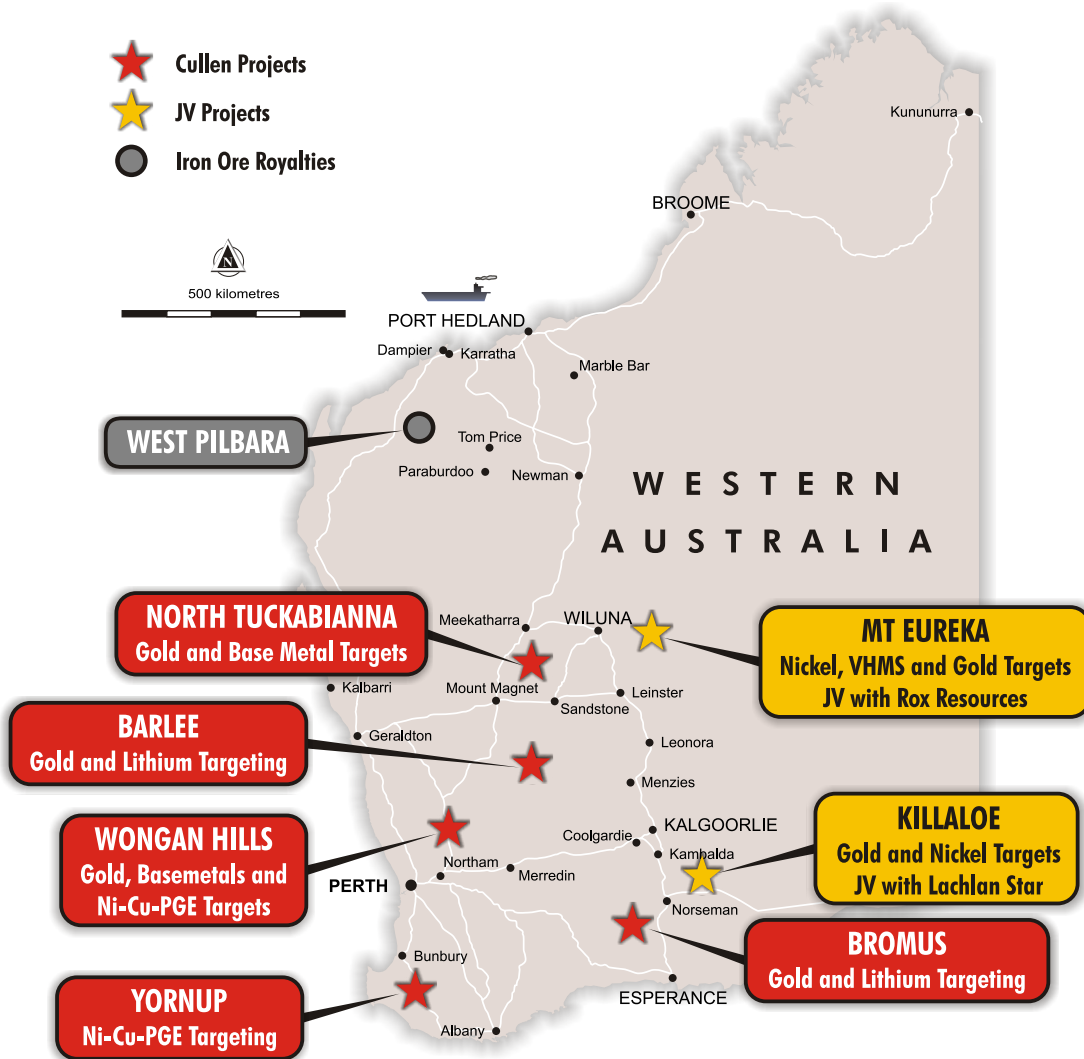 Cullen Projects
JV Projects
Iron Ore Royalties
N
500 kilometres
Kununurra
BROOME
PORT HEDLAND
Dampier
Karratha
Marble Bar
WEST PILBARA
Tom Price
Paraburdoo
Newman
WESTERN
AUSTRALIA
NORTH TUCKABIANNA
Gold and Base Metal Targets
Meekatharra
WILUNA
MT EUREKA
Nickel, VHMS and Gold Targets
JV with Rox Resources
Kalbarri
Mount Magnet
Sandstone
Leinster
BARLEE
Gold and Lithium Targeting
Geraldton
Leonora
Menzies
WONGAN HILLS
Gold, Basemetals and
Ni-Cu-PGE Targets
Coolgardie
KALGOORLIE
Kambalda
KILLALOE
Gold and Nickel Targets
JV with Lachlan Star
Northam
Merredin
PERTH
Norseman
BROMUS
Gold and Lithium Targeting
Bunbury
ESPERANCE
YORNUP
Ni-Cu-PGE Targeting
Albany